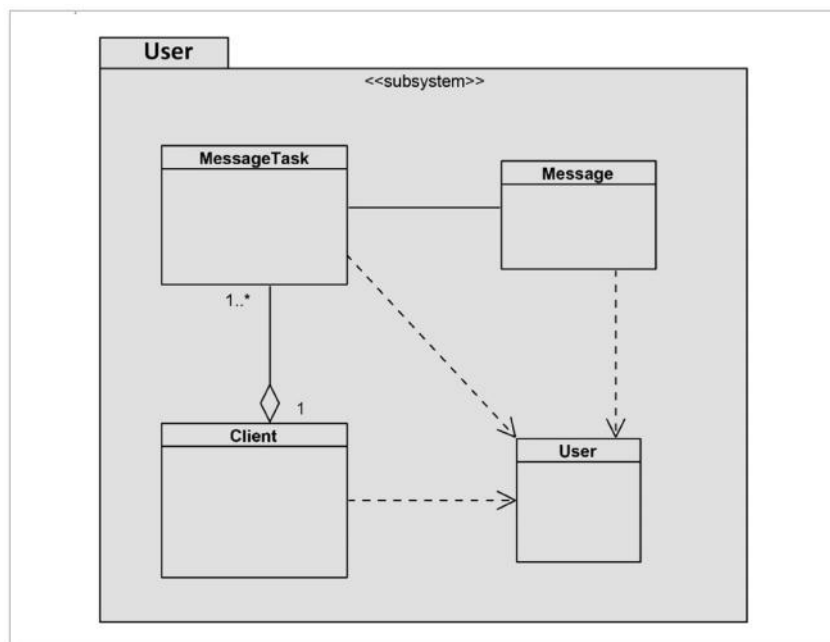 User
<<subsystem>>
MessageTask
Message
1..*
1
Client
User